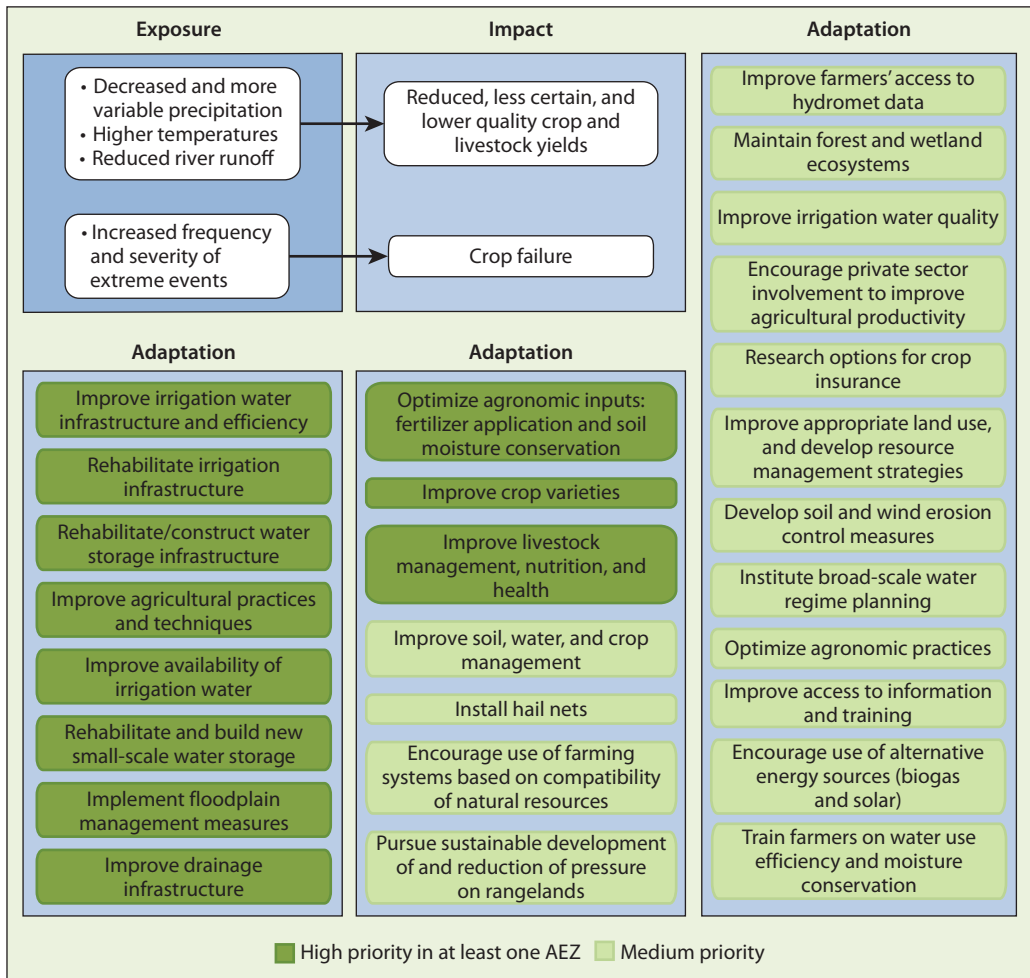 Exposure
• Decreased and more
variable precipitation
• Higher temperatures
• Reduced river runoff
• Increased frequency
and severity of
extreme events
Impact
Reduced, less certain, and
lower quality crop and
livestock yields
Crop failure
Adaptation
Improve irrigation water
infrastructure and efficiency
Rehabilitate irrigation
infrastructure
Rehabilitate/construct water
storage infrastructure
Improve agricultural practices
and techniques
Improve availability of
irrigation water
Rehabilitate and build new
small-scale water storage
Implement floodplain
management measures
Improve drainage
infrastructure
Adaptation
Optimize agronomic inputs:
fertilizer application and soil
moisture conservation
Improve crop varieties
Improve livestock
management, nutrition, and
health
Improve soil, water, and crop
management
Install hail nets
Encourage use of farming
systems based on compatibility
of natural resources
Pursue sustainable development
of and reduction of pressure
on rangelands
Adaptation
Improve farmers’ access to
hydromet data
Maintain forest and wetland
ecosystems
Improve irrigation water quality
Encourage private sector
involvement to improve
agricultural productivity
Research options for crop
insurance
Improve appropriate land use,
and develop resource
management strategies
Develop soil and wind erosion
control measures
Institute broad-scale water
regime planning
Optimize agronomic practices
Improve access to information
and training
Encourage use of alternative
energy sources (biogas
and solar)
Train farmers on water use
efficiency and moisture
conservation
High priority in at least one AEZ
Medium priority